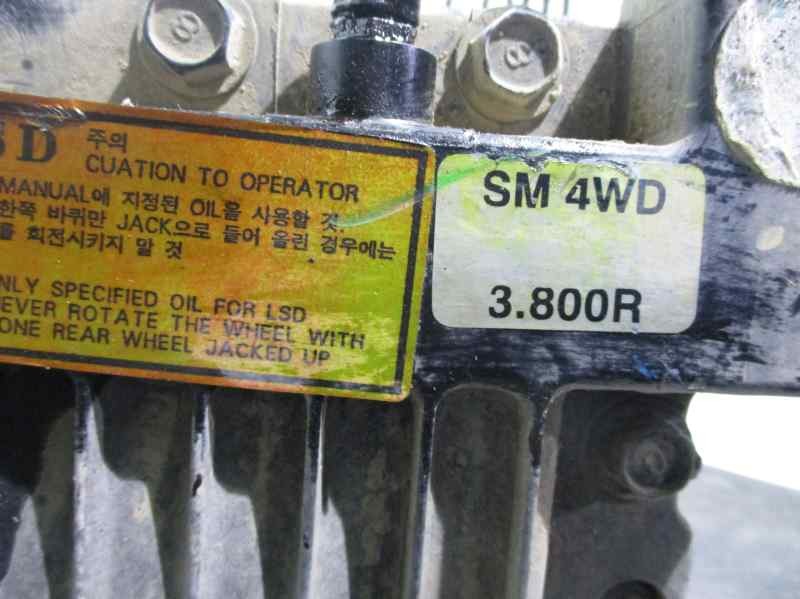 SD 주의
CUATION TO OPERATOR
MANUAL에 지정된 OIL을 사용할 것.
한쪽 바퀴만 JACK으로 들어 올린 경우에는
를 회전시키지 말 것
NLY SPECIFIED OIL FOR LSD
EVER ROTATE THE WHEEL WITH
ONE REAR WHEEL JACKED UP
SM 4WD
3.800R
8
8